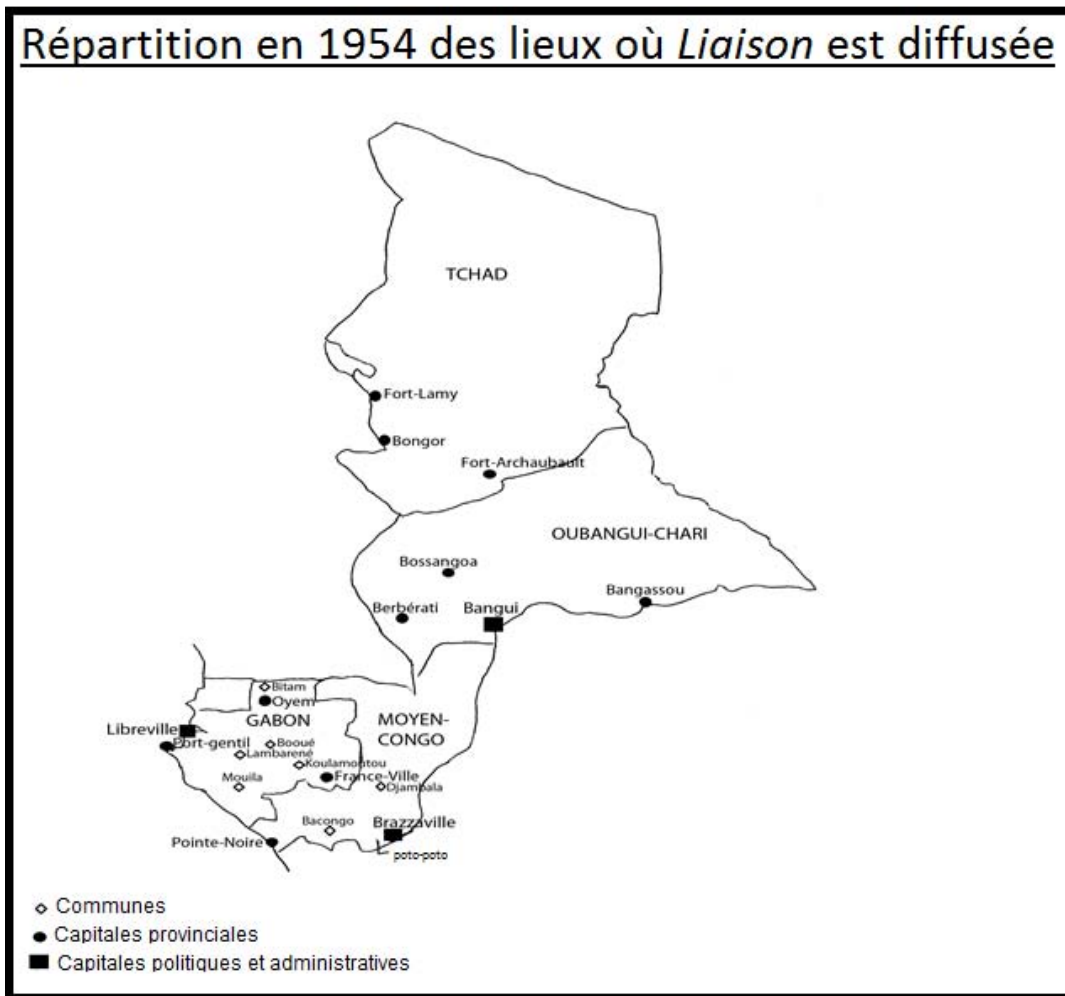 Répartition en 1954 des lieux où Liaison est diffusée
TCHAD
Fort-Lamy
Bongor
Fort-Archaubault
OUBANGUI-CHARI
Bossangoa
Bangassou
Berbérati
Bangui
Bitam
Oyem
GABON
MOYEN-
CONGO
Libreville
Port-gentil
Booué
Lambarené
Koulamoutou
Mouila
France-Ville
Djambala
Bacongo
Brazzaville
Pointe-Noire
poto-poto
Communes
Capitales provinciales
Capitales politiques et administratives